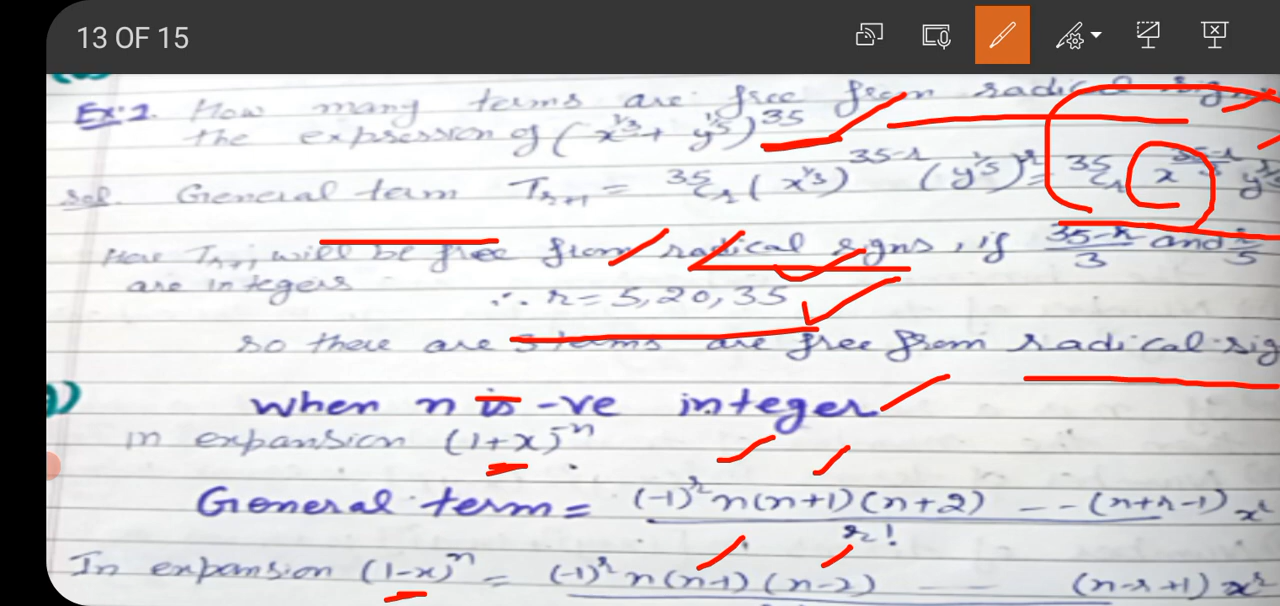 13 OF 15
Ex:2. How many terms are free from radical signs
the expression of (x^1/3 + y^1/5)^35
Sol. General term T_r+1 = ^35C_r (x^1/3)^35-r (y^1/5)^r = ^35C_r x^35-r/3 y^r/5
Here T_r+1 will be free from radical signs, if 35-r/3 and r/5
are integers
∴ r = 5, 20, 35
so there are 3 terms are free from radical sig
When n is -ve integer
in expansion (1+x)^-n
General term = (-1)^r n(n+1)(n+2) --- (n+r-1) x^r
r!
In expansion (1-x)^n = (-1)^r n(n-1)(n-2) --- (n-r+1) x^r